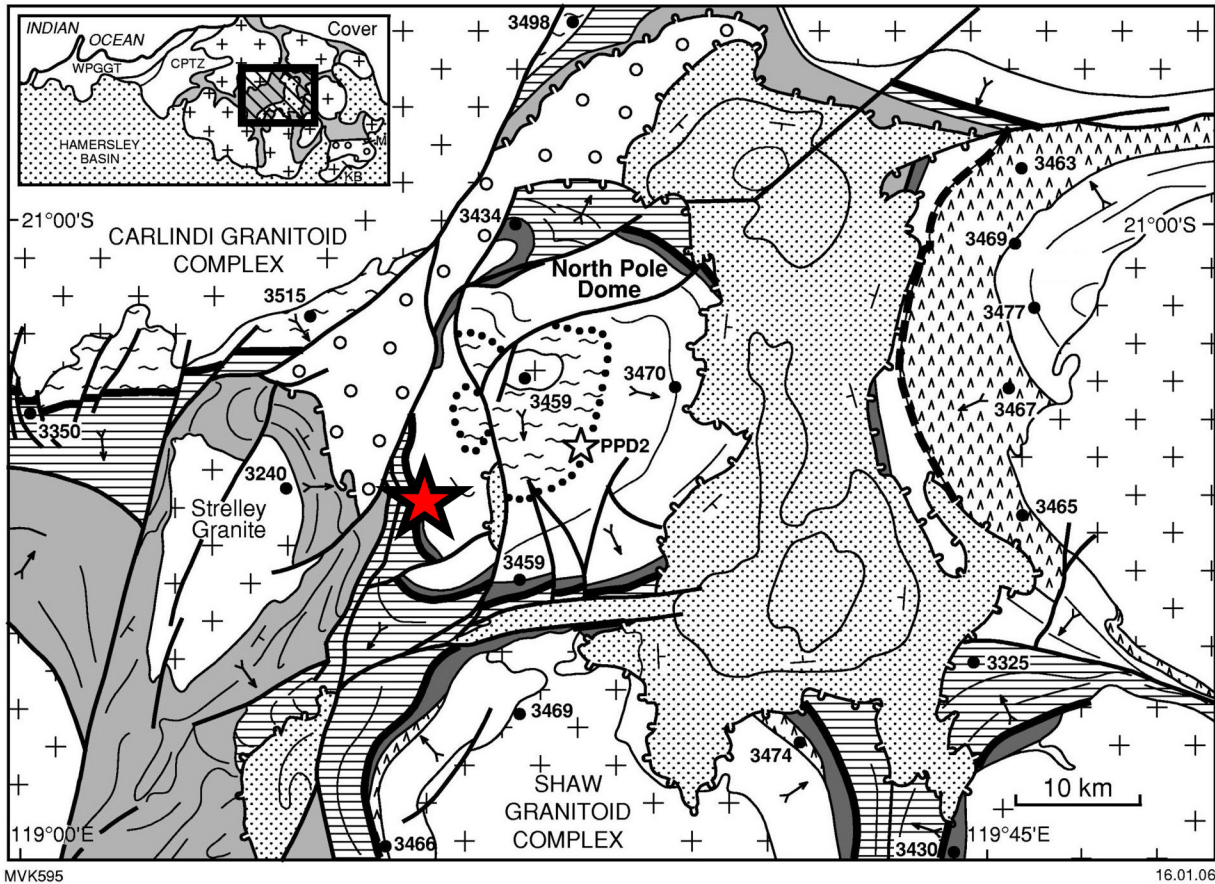 INDIAN
OCEAN
Cover
WPGGT
CPTZ
HAMERSLEY
BASIN
M
KB
3498
21°00'S
CARLINDI GRANITOID
COMPLEX
3434
North Pole
Dome
3463
21°00'S
3469
3477
3515
3459
3470
3467
3350
PPD2
3240
Strelley
Granite
3465
3459
3325
3469
3474
SHAW
GRANITOID
COMPLEX
10 km
119°00'E
3466
3430
119°45'E
MVK595
16.01.06